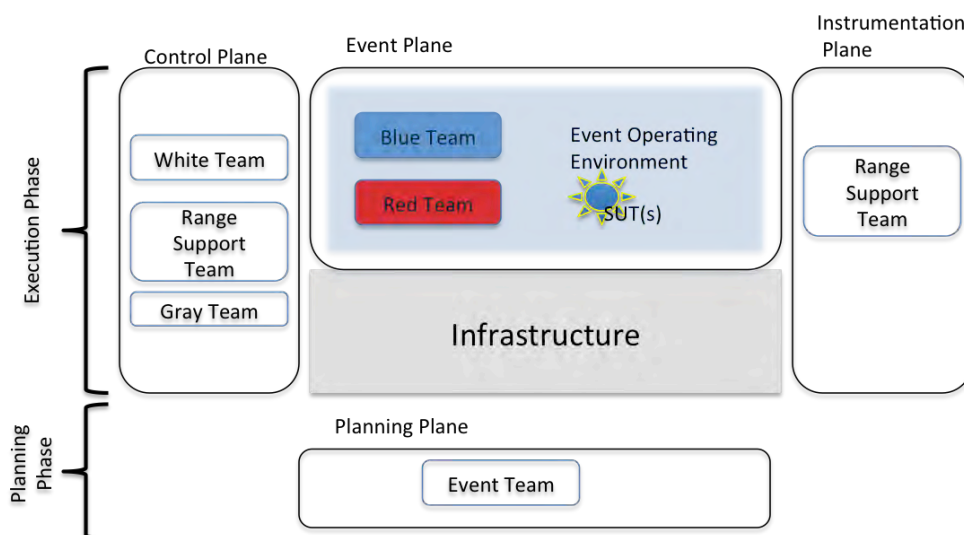 Control Plane
Event Plane
Instrumentation
Plane
Execution Phase
White Team
Range
Support
Team
Gray Team
Blue Team
Red Team
Event Operating
Environment
SUT(s)
Range
Support
Team
Infrastructure
Planning
Phase
Planning Plane
Event Team